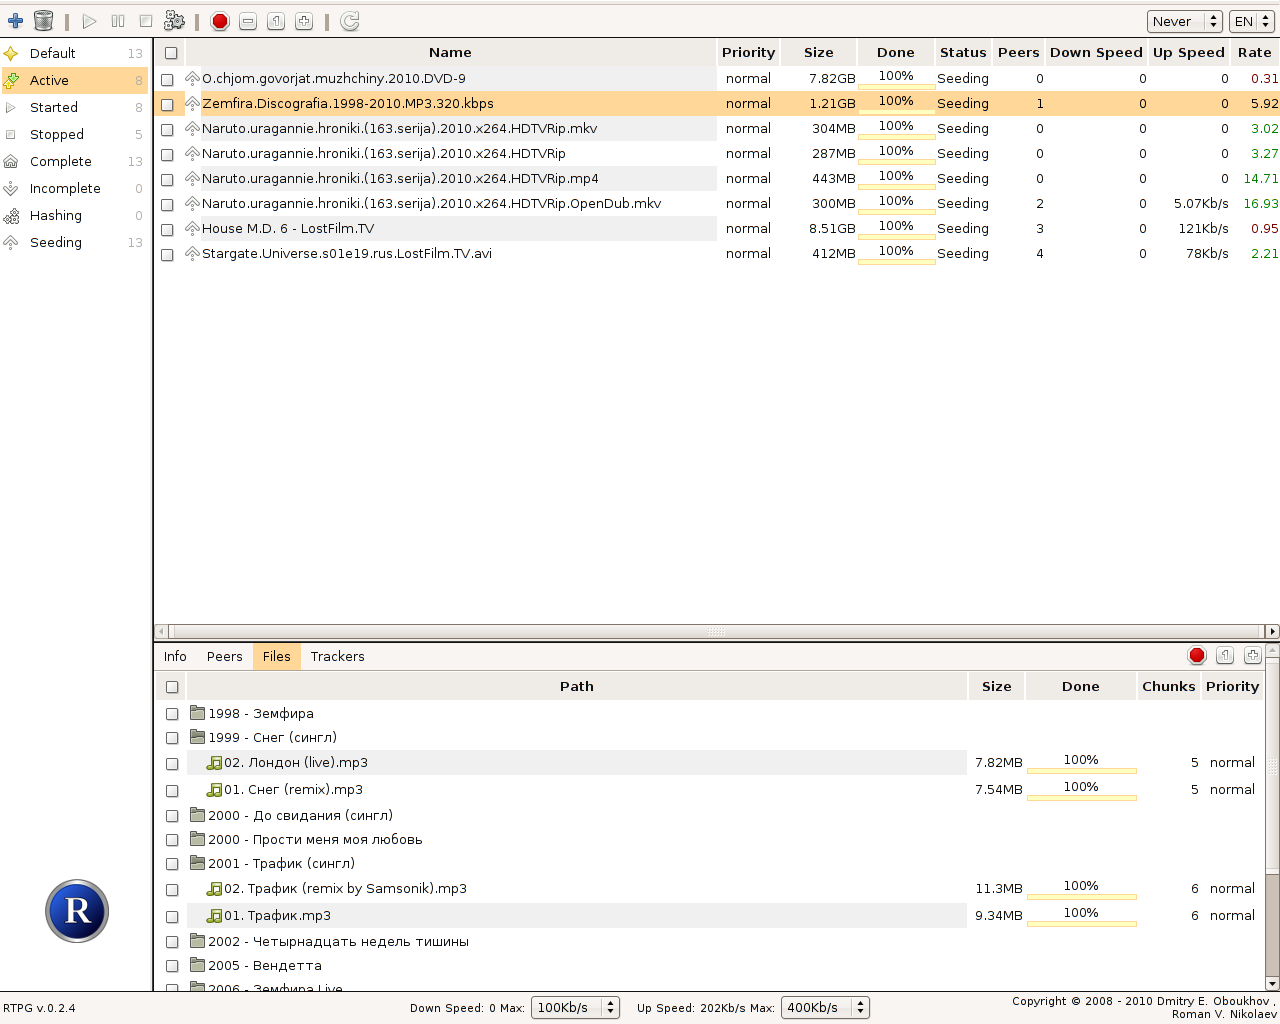 1 Never EN
Default 13
Active 8
Started 8
Stopped 5
Complete 13
Incomplete 0
Hashing 0
Seeding 13
Name Priority Size Done Status Peers Down Speed Up Speed Rate
O.chjom.govorjat.muzhchiny.2010.DVD-9 normal 7.82GB 100% Seeding 0 0 0 0.31
Zemfira.Discografia.1998-2010.MP3.320.kbps normal 1.21GB 100% Seeding 1 0 0 5.92
Naruto.uragannie.hroniki.(163.serija).2010.x264.HDTVRip.mkv normal 304MB 100% Seeding 0 0 0 3.02
Naruto.uragannie.hroniki.(163.serija).2010.x264.HDTVRip normal 287MB 100% Seeding 0 0 0 3.27
Naruto.uragannie.hroniki.(163.serija).2010.x264.HDTVRip.mp4 normal 443MB 100% Seeding 0 0 0 14.71
Naruto.uragannie.hroniki.(163.serija).2010.x264.HDTVRip.OpenDub.mkv normal 300MB 100% Seeding 2 0 5.07Kb/s 16.93
House M.D. 6 - LostFilm.TV normal 8.51GB 100% Seeding 3 0 121Kb/s 0.95
Stargate.Universe.s01e19.rus.LostFilm.TV.avi normal 412MB 100% Seeding 4 0 78Kb/s 2.21
Info Peers Files Trackers 1
Path Size Done Chunks Priority
1998 - Земфира
1999 - Снег (сингл)
02. Лондон (live).mp3 7.82MB 100% 5 normal
01. Снег (remix).mp3 7.54MB 100% 5 normal
2000 - До свидания (сингл)
2000 - Прости меня моя любовь
2001 - Трафик (сингл)
02. Трафик (remix by Samsonik).mp3 11.3MB 100% 6 normal
01. Трафик.mp3 9.34MB 100% 6 normal
2002 - Четырнадцать недель тишины
2005 - Вендетта
2006 - Земфира Live
R
RTPG v.0.2.4 Down Speed: 0 Max: 100Kb/s Up Speed: 202Kb/s Max: 400Kb/s
Copyright © 2008 - 2010 Dmitry E. Oboukhov ,
Roman V. Nikolaev